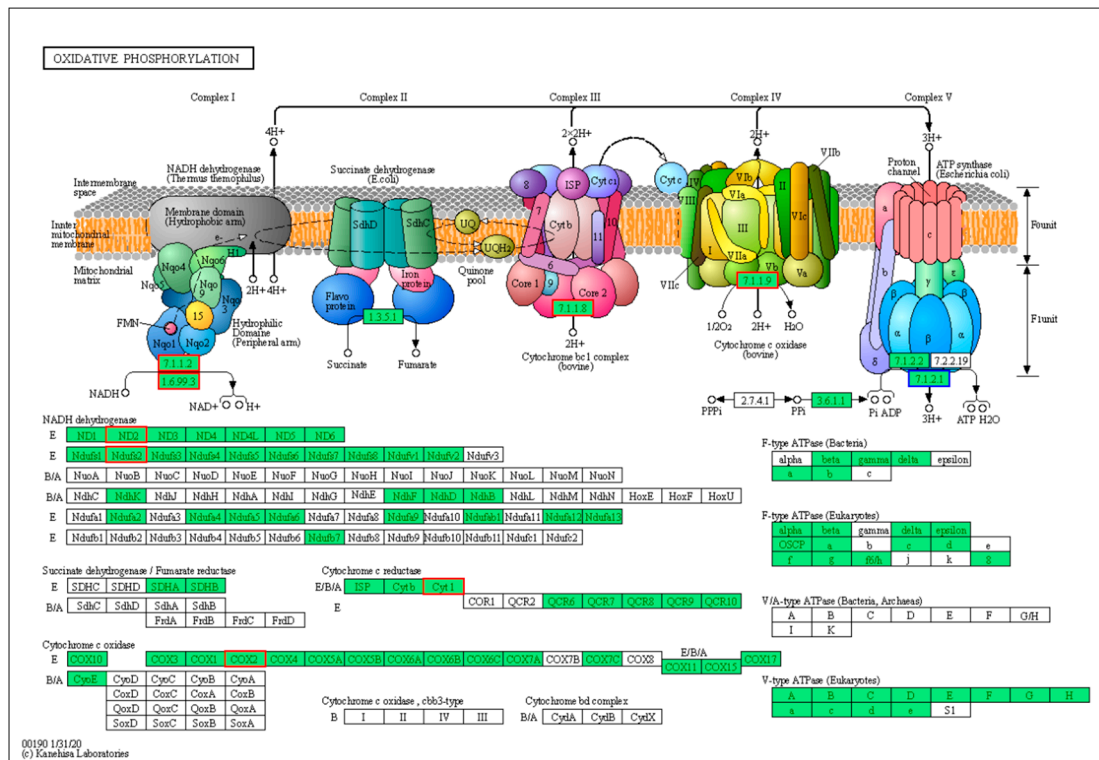 OXIDATIVE PHOSPHORYLATION
Complex I Complex II Complex III Complex IV Complex V
4H+ 2×2H+ 2H+ 3H+
NADH dehydrogenase
(Thermus themophilus)
Succinate dehydrogenase
(E.coli)
Proton
channel
ATP synthase
(Escherichia coli)
Intermembrane
space
Innter
mitochondrial
membrane
Mitochondrial
matrix
Membrane domain
(Hydrophobic arm)
e-
Nqo4 Nqo6 H1
Nqo5 Nqo
9 Nqo
3
15
FMN
Nqo1 Nqo2
2H+ 4H+
Hydrophilic
Domaine
(Peripheral arm)
7.1.1.2
1.6.99.3
NADH NAD+ H+
SdhD SdhC
Flavo
protein
Iron
protein
1.3.5.1
Succinate Fumarate
UQ
UQH2
Quinone
pool
8 ISP Cyt c1
7 Cyt b 11 10
6
Core 1 9 Core 2
7.1.1.8
2H+
Cytochrome bc1 complex
(bovine)
Cyt c
IV VIb II VIIb
VIII VIa
III VIc
I VIIa
VIIc Vb Va
7.1.1.9
1/2O2 2H+ H2O
Cytochrome c oxidase
(bovine)
a c
b γ ε
β β
α β α
δ
7.1.2.2 7.2.2.19
7.1.2.1
F0unit
F1unit
PPPi 2.7.4.1 PPi 3.6.1.1 Pi ADP 3H+ ATP H2O
NADH dehydrogenase
E ND1 ND2 ND3 ND4 ND4L ND5 ND6
E Ndufs1 Ndufs2 Ndufs3 Ndufs4 Ndufs5 Ndufs6 Ndufs7 Ndufs8 Ndufv1 Ndufv2 Ndufv3
B/A NuoA NuoB NuoC NuoD NuoE NuoF NuoG NuoH NuoI NuoJ NuoK NuoL NuoM NuoN
B/A NdhC NdhK NdhJ NdhH NdhA NdhI NdhG NdhE NdhF NdhD NdhB NdhL NdhM NdhN HoxE HoxF HoxU
E Ndufa1 Ndufa2 Ndufa3 Ndufa4 Ndufa5 Ndufa6 Ndufa7 Ndufa8 Ndufa9 Ndufa10 Ndufab1 Ndufa11 Ndufa12 Ndufa13
E Ndufb1 Ndufb2 Ndufb3 Ndufb4 Ndufb5 Ndufb6 Ndufb7 Ndufb8 Ndufb9 Ndufb10 Ndufb11 Ndufc1 Ndufc2
Succinate dehydrogenase / Fumarate reductase
E SDHC SDHD SDHA SDHB
B/A SdhC SdhD SdhA SdhB
FrdA FrdB FrdC FrdD
Cytochrome c reductase
E/B/A ISP Cytb Cyt1
E COR1 QCR2 QCR6 QCR7 QCR8 QCR9 QCR10
Cytochrome c oxidase
E COX10 COX3 COX1 COX2 COX4 COX5A COX5B COX6A COX6B COX6C COX7A COX7B COX7C COX8
E/B/A
COX11 COX15 COX17
B/A CyoE CyoD CyoC CyoB CyoA
CoxD CoxC CoxA CoxB
QoxD QoxC QoxB QoxA
SoxD SoxC SoxB SoxA
Cytochrome c oxidase , cbb3-type
B I II IV III
Cytochrome bd complex
B/A CydA CydB CydX
F-type ATPase (Bacteria)
alpha beta gamma delta epsilon
a b c
F-type ATPase (Eukaryotes)
alpha beta gamma delta epsilon
OSCP a b c d e
f g f6/h j k 8
V/A-type ATPase (Bacteria, Archaeas)
A B C D E F G/H
I K
V-type ATPase (Eukaryotes)
A B C D E F G H
a c d e S1
00190 1/31/20
(c) Kanehisa Laboratories